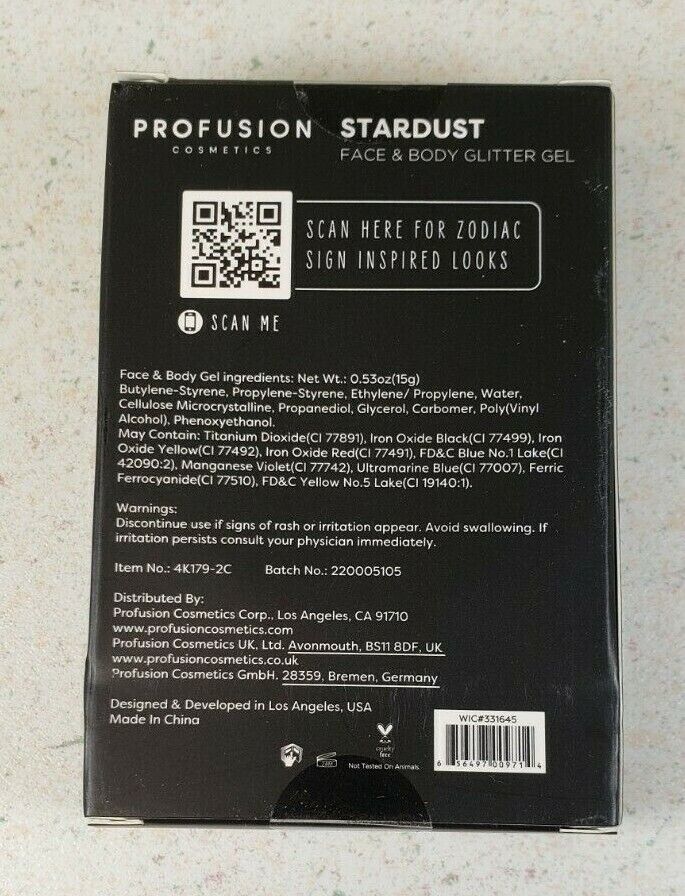 PROFUSION
COSMETICS
STARDUST
FACE & BODY GLITTER GEL
SCAN HERE FOR ZODIAC
SIGN INSPIRED LOOKS
SCAN ME
Face & Body Gel ingredients: Net Wt.: 0.53oz(15g)
Butylene-Styrene, Propylene-Styrene, Ethylene/ Propylene, Water,
Cellulose Microcrystalline, Propanediol, Glycerol, Carbomer, Poly(Vinyl
Alcohol), Phenoxyethanol.
May Contain: Titanium Dioxide(CI 77891), Iron Oxide Black(CI 77499), Iron
Oxide Yellow(CI 77492), Iron Oxide Red(CI 77491), FD&C Blue No.1 Lake(CI
42090:2), Manganese Violet(CI 77742), Ultramarine Blue(CI 77007), Ferric
Ferrocyanide(CI 77510), FD&C Yellow No.5 Lake(CI 19140:1).
Warnings:
Discontinue use if signs of rash or irritation appear. Avoid swallowing. If
irritation persists consult your physician immediately.
Item No.: 4K179-2C Batch No.: 220005105
Distributed By:
Profusion Cosmetics Corp., Los Angeles, CA 91710
www.profusioncosmetics.com
Profusion Cosmetics UK, Ltd. Avonmouth, BS11 8DF, UK
www.profusioncosmetics.co.uk
Profusion Cosmetics GmbH. 28359, Bremen, Germany
Designed & Developed in Los Angeles, USA
Made In China
cruelty
free
Not Tested On Animals
WIC#331645
6 56497 00971 4